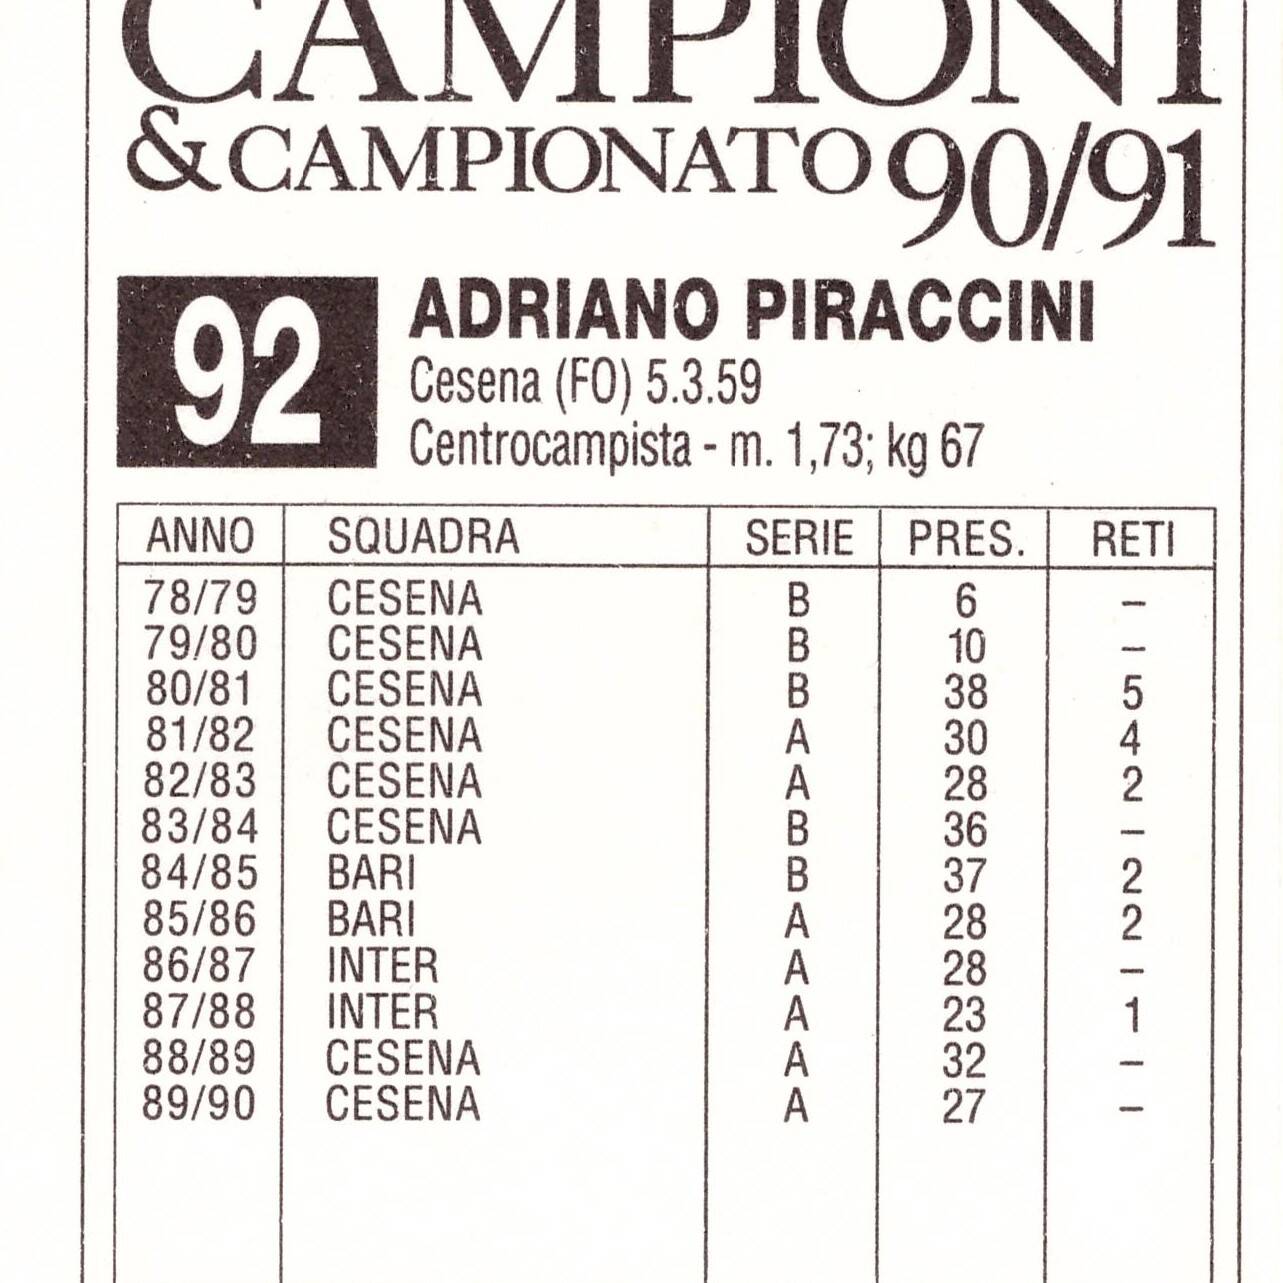 CAMPIONI
& CAMPIONATO 90/91
92
ADRIANO PIRACCINI
Cesena (FO) 5.3.59
Centrocampista - m. 1,73; kg 67
ANNO SQUADRA SERIE PRES. RETI
78/79 CESENA B 6 –
79/80 CESENA B 10 –
80/81 CESENA B 38 5
81/82 CESENA A 30 4
82/83 CESENA A 28 2
83/84 CESENA B 36 –
84/85 BARI B 37 2
85/86 BARI A 28 2
86/87 INTER A 28 –
87/88 INTER A 23 1
88/89 CESENA A 32 –
89/90 CESENA A 27 –